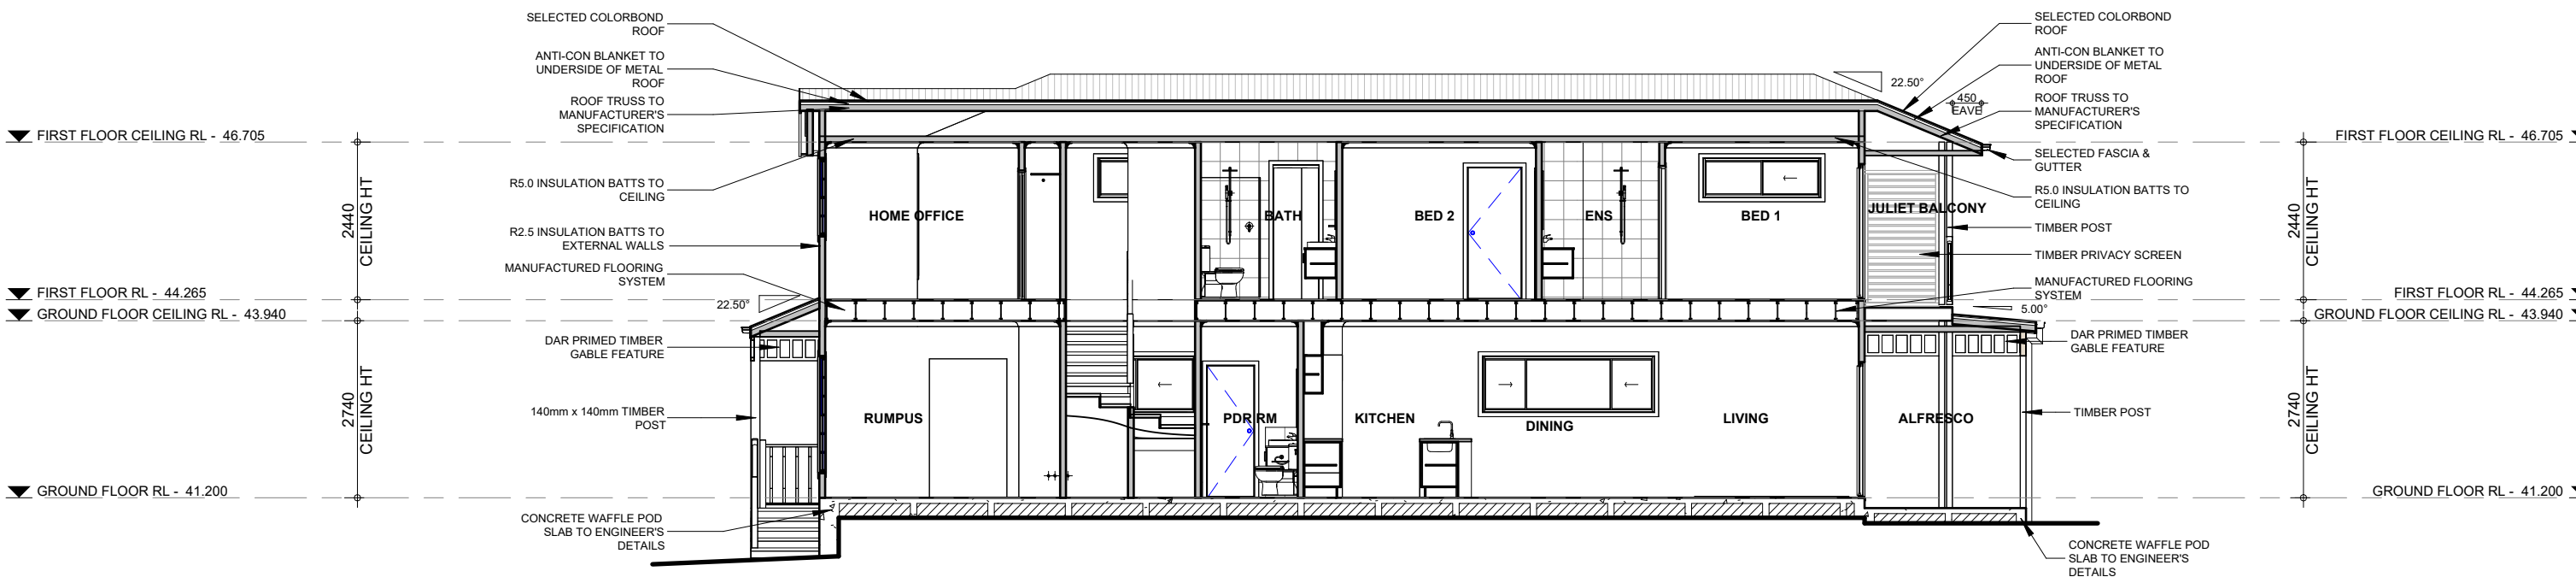 SELECTED COLORBOND
ROOF
ANTI-CON BLANKET TO
UNDERSIDE OF METAL
ROOF
ROOF TRUSS TO
MANUFACTURER'S
SPECIFICATION
FIRST FLOOR CEILING RL - 46.705
R5.0 INSULATION BATTS TO
CEILING
2440
CEILING HT
R2.5 INSULATION BATTS TO
EXTERNAL WALLS
MANUFACTURED FLOORING
SYSTEM
FIRST FLOOR RL - 44.265
22.50°
GROUND FLOOR CEILING RL - 43.940
DAR PRIMED TIMBER
GABLE FEATURE
2740
CEILING HT
140mm x 140mm TIMBER
POST
GROUND FLOOR RL - 41.200
CONCRETE WAFFLE POD
SLAB TO ENGINEER'S
DETAILS
HOME OFFICE
BATH
BED 2
ENS
BED 1
JULIET BALCONY
RUMPUS
PDR RM
KITCHEN
DINING
LIVING
ALFRESCO
22.50°
450
EAVE
SELECTED COLORBOND
ROOF
ANTI-CON BLANKET TO
UNDERSIDE OF METAL
ROOF
ROOF TRUSS TO
MANUFACTURER'S
SPECIFICATION
FIRST FLOOR CEILING RL - 46.705
SELECTED FASCIA &
GUTTER
R5.0 INSULATION BATTS TO
CEILING
2440
CEILING HT
TIMBER POST
TIMBER PRIVACY SCREEN
MANUFACTURED FLOORING
SYSTEM
FIRST FLOOR RL - 44.265
5.00°
GROUND FLOOR CEILING RL - 43.940
DAR PRIMED TIMBER
GABLE FEATURE
2740
CEILING HT
TIMBER POST
GROUND FLOOR RL - 41.200
CONCRETE WAFFLE POD
SLAB TO ENGINEER'S
DETAILS